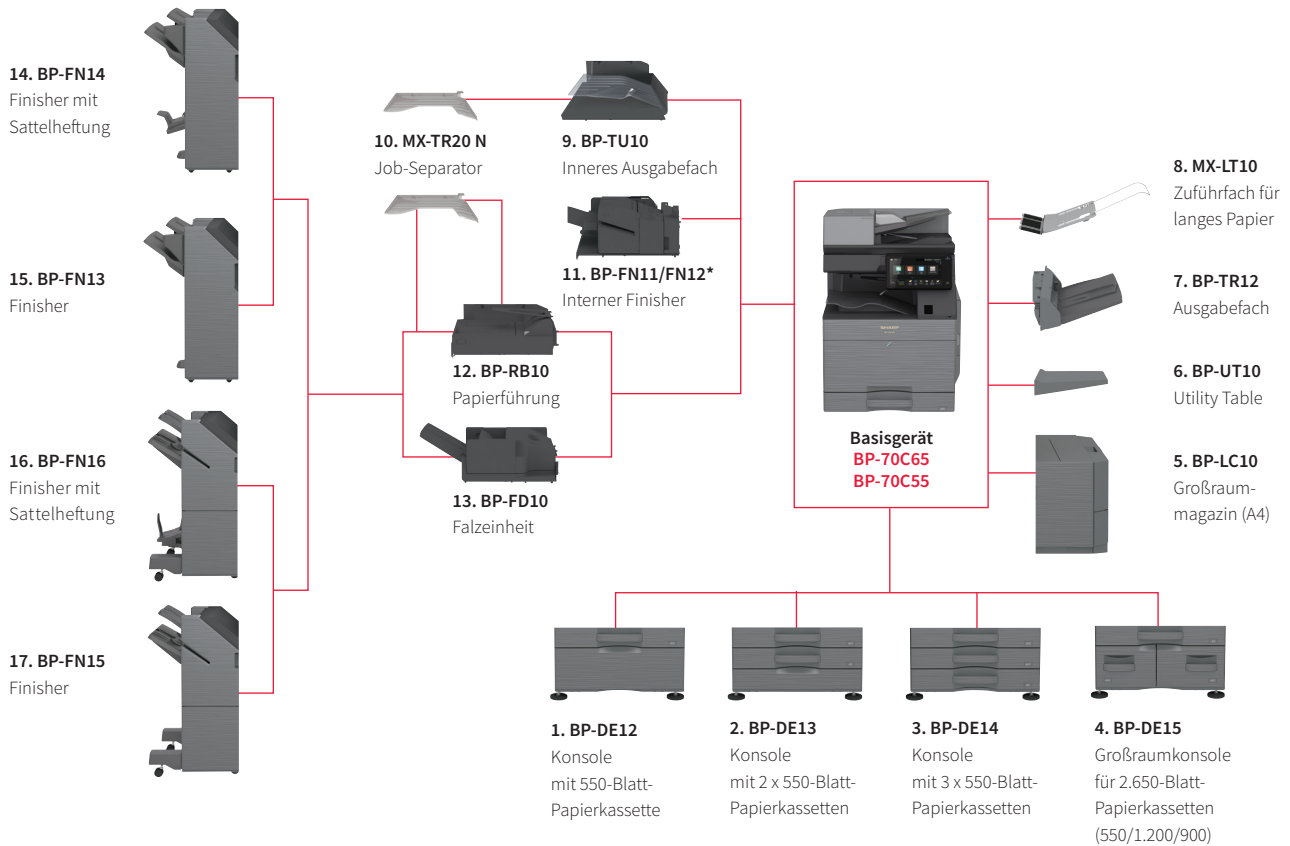 14. BP-FN14
Finisher mit
Sattelheftung
15. BP-FN13
Finisher
16. BP-FN16
Finisher mit
Sattelheftung
17. BP-FN15
Finisher
10. MX-TR20 N
Job-Separator
9. BP-TU10
Inneres Ausgabefach
11. BP-FN11/FN12*
Interner Finisher
12. BP-RB10
Papierführung
13. BP-FD10
Falzeinheit
SHARP
Basisgerät
BP-70C65
BP-70C55
8. MX-LT10
Zuführfach für
langes Papier
7. BP-TR12
Ausgabefach
6. BP-UT10
Utility Table
5. BP-LC10
Großraum-
magazin (A4)
1. BP-DE12
Konsole
mit 550-Blatt-
Papierkassette
2. BP-DE13
Konsole
mit 2 x 550-Blatt-
Papierkassetten
3. BP-DE14
Konsole
mit 3 x 550-Blatt-
Papierkassetten
4. BP-DE15
Großraumkonsole
für 2.650-Blatt-
Papierkassetten
(550/1.200/900)